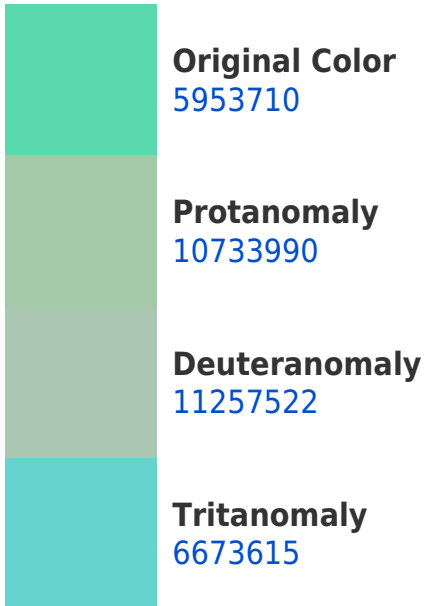 Original Color
5953710
Protanomaly
10733990
Deuteranomaly
11257522
Tritanomaly
6673615